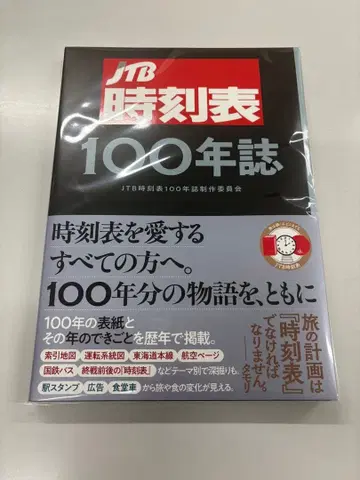 JTB
時刻表
100年誌
JTB時刻表100年誌制作委員会
時刻表を愛する
すべての方へ。
100年分の物語を、ともに
100年の表紙と
その年のできごとを歴年で掲載。
索引地図 運転系統図 東海道本線 航空ページ
国鉄バス 終戦前後の「時刻表」 などテーマ別で深掘りも。
駅スタンプ 広告 食堂車 から旅や食の変化が見える。
JTB時刻表
旅の計画は
『時刻表』
でなければ
なりません。
タモリ